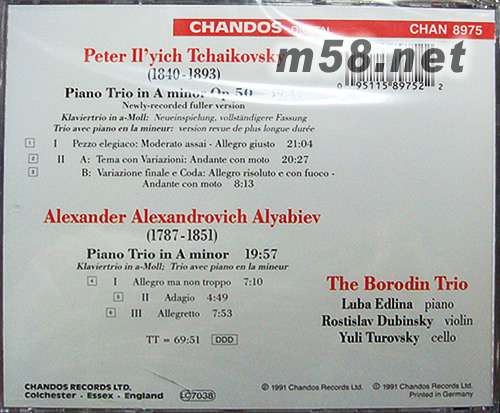 CHANDOS DIGITAL CHAN 8975
m58.net
Peter Il'yich Tchaikovsky
(1840-1893)
0 95115 89752 2
Piano Trio in A minor Op.50
Newly-recorded fuller version
Klaviertrio in a-Moll: Neueinspielung, vollständigere Fassung
Trio avec piano en la mineur: version revue de plus longue durée
1 I Pezzo elegiaco: Moderato assai - Allegro giusto 21:04
2 II A: Tema con Variazioni: Andante con moto 20:27
3 B: Variazione finale e Coda: Allegro risoluto e con fuoco -
Andante con moto 8:13
Alexander Alexandrovich Alyabiev
(1787-1851)
Piano Trio in A minor 19:57
Klaviertrio in a-Moll; Trio avec piano en la mineur
4 I Allegro ma non troppo 7:10
5 II Adagio 4:49
6 III Allegretto 7:53
TT = 69:51 DDD
The Borodin Trio
Luba Edlina piano
Rostislav Dubinsky violin
Yuli Turovsky cello
CHANDOS RECORDS LTD.
Colchester · Essex · England
LC7038
℗ 1991 Chandos Records Ltd.
© 1991 Chandos Records Ltd.
Printed in Germany